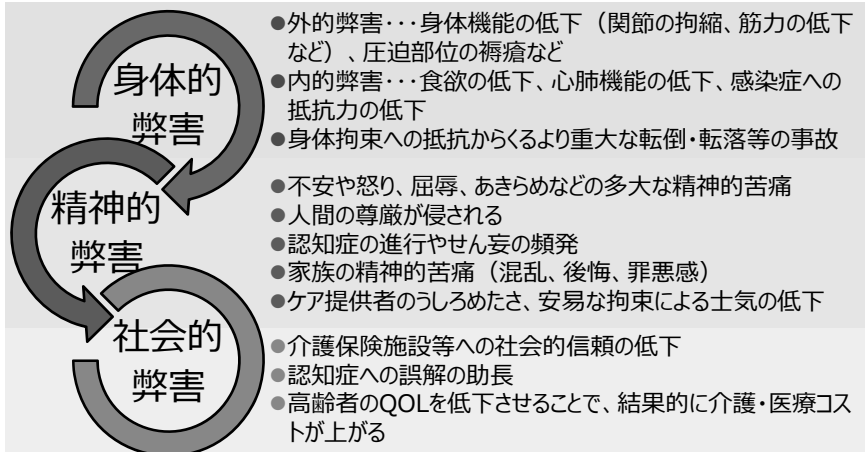 身体的
弊害
●外的弊害・・・身体機能の低下（関節の拘縮、筋力の低下
など）、圧迫部位の褥瘡など
●内的弊害・・・食欲の低下、心肺機能の低下、感染症への
抵抗力の低下
●身体拘束への抵抗からくるより重大な転倒・転落等の事故
精神的
弊害
●不安や怒り、屈辱、あきらめなどの多大な精神的苦痛
●人間の尊厳が侵される
●認知症の進行やせん妄の頻発
●家族の精神的苦痛（混乱、後悔、罪悪感）
●ケア提供者のうしろめたさ、安易な拘束による士気の低下
社会的
弊害
●介護保険施設等への社会的信頼の低下
●認知症への誤解の助長
●高齢者のQOLを低下させることで、結果的に介護・医療コス
トが上がる